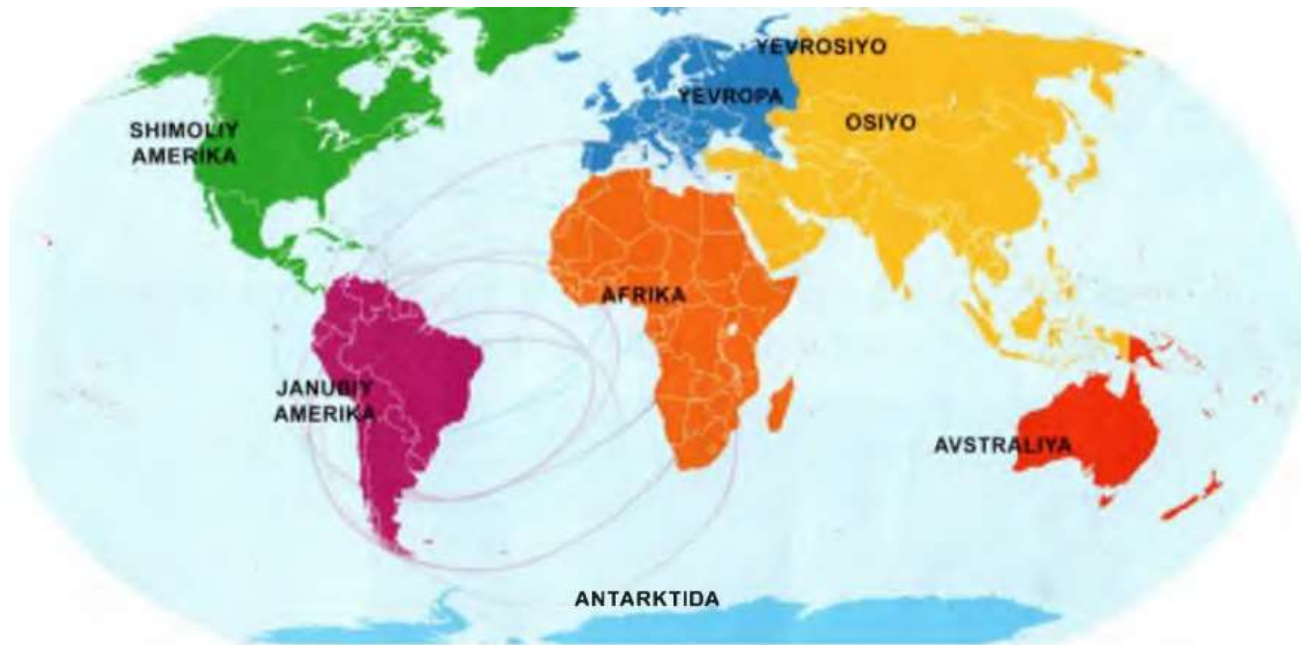 YEVROSIYO
YEVROPA
OSIYO
SHIMOLIY
AMERIKA
AFRIKA
JANUBIY
AMERIKA
AVSTRALIYA
ANTARKTIDA